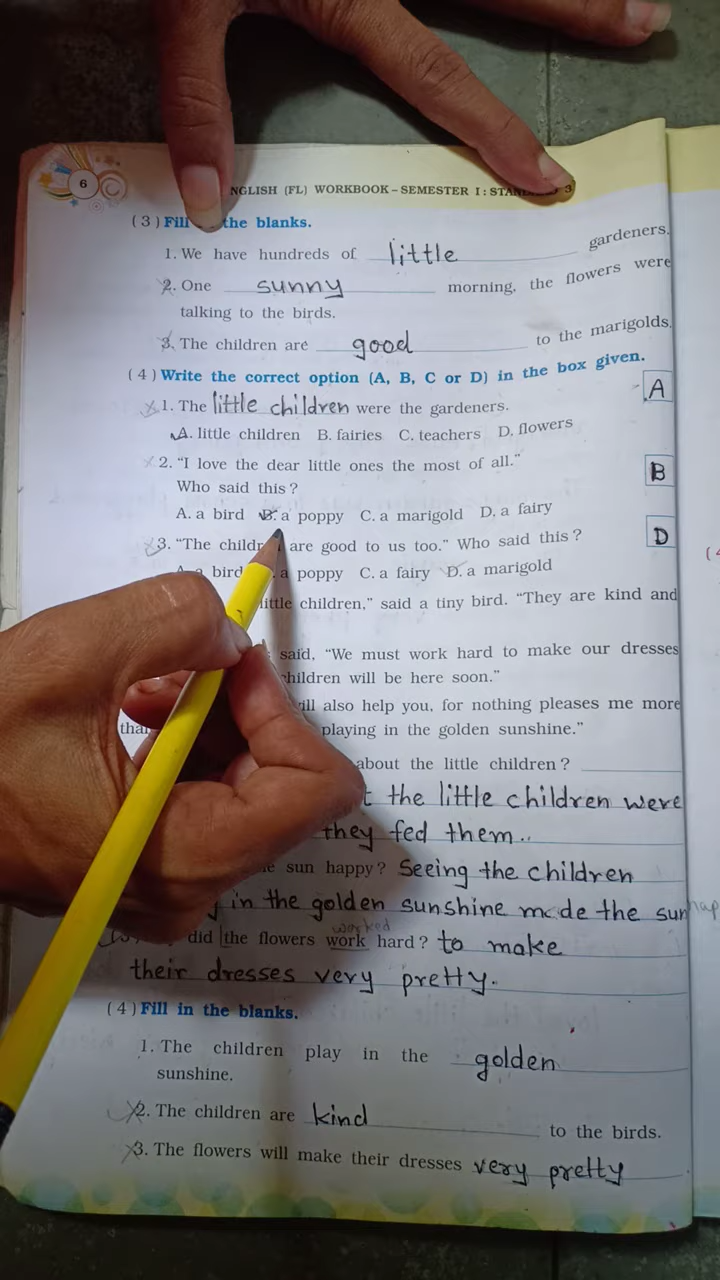 6
NGLISH (FL) WORKBOOK – SEMESTER I : 3
(3) Fill the blanks.
1. We have hundreds of little gardeners.
2. One sunny morning, the flowers were
talking to the birds.
3. The children are good to the marigolds.
(4) Write the correct option (A, B, C or D) in the box given.
1. The little children were the gardeners. A
A. little children B. fairies C. teachers D. flowers
2. "I love the dear little ones the most of all."
Who said this? B
A. a bird B. a poppy C. a marigold D. a fairy
3. "The children are good to us too." Who said this? D
bird a poppy C. a fairy D. a marigold
little children," said a tiny bird. "They are kind and
said, "We must work hard to make our dresses
children will be here soon."
also help you, for nothing pleases me more
playing in the golden sunshine."
about the little children?
the little children were
they fed them..
sun happy? Seeing the children
in the golden sunshine made the sun
worked
did the flowers work hard? to make
their dresses very pretty.
(4) Fill in the blanks.
1. The children play in the golden
sunshine.
2. The children are kind to the birds.
3. The flowers will make their dresses very pretty